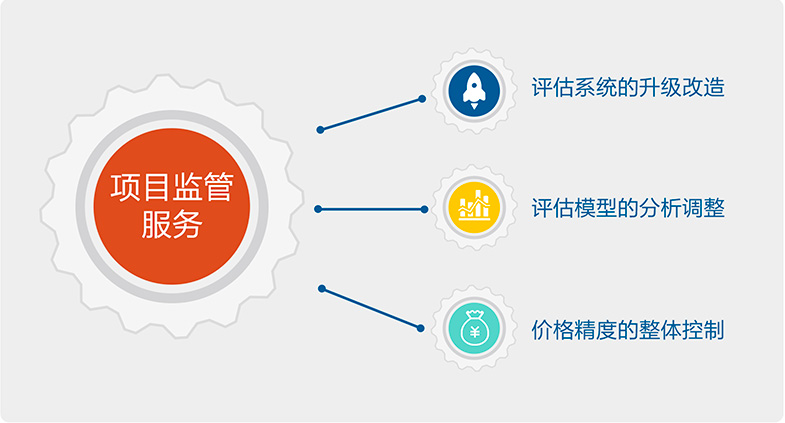 项目监管
服务
评估系统的升级改造
评估模型的分析调整
价格精度的整体控制
¥